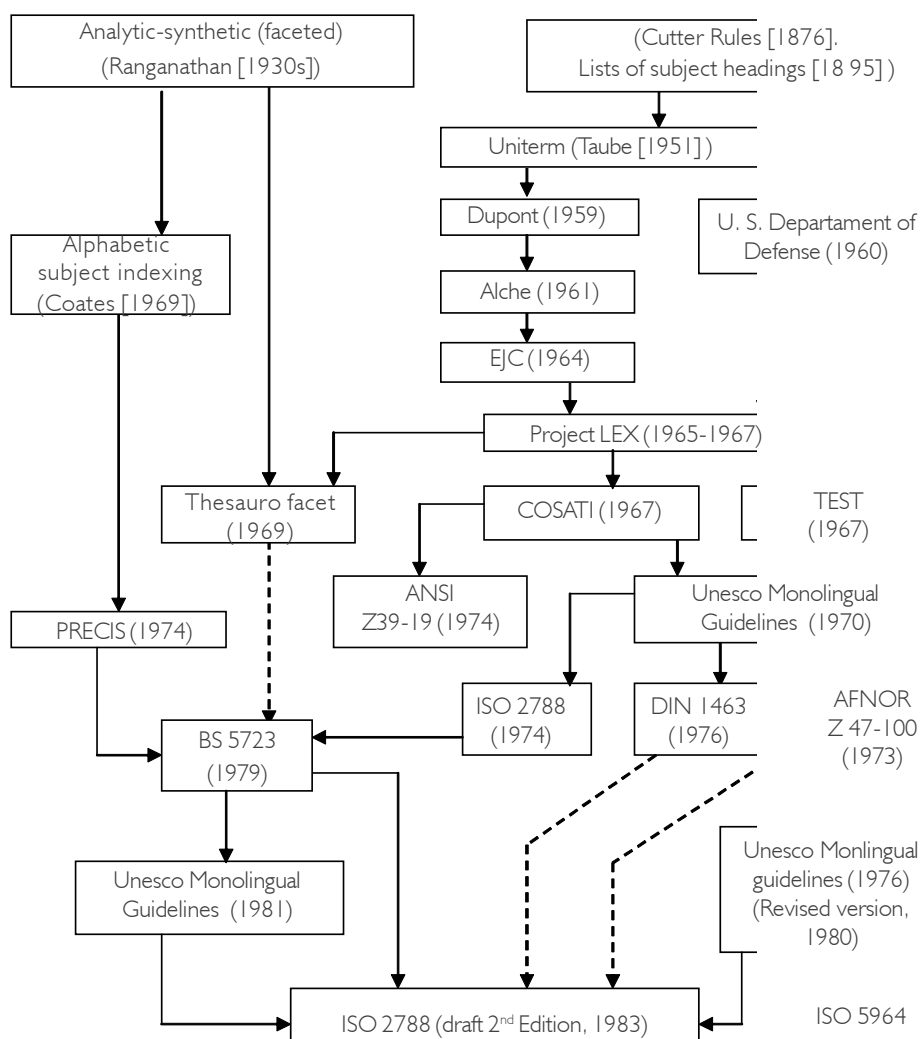 Analytic-synthetic (faceted)
(Ranganathan [1930s])
(Cutter Rules [1876].
Lists of subject headings [18 95] )
Uniterm (Taube [1951] )
Dupont (1959)
U. S. Departament of
Defense (1960)
Alphabetic
subject indexing
(Coates [1969])
Alche (1961)
EJC (1964)
Project LEX (1965-1967)
Thesauro facet
(1969)
COSATI (1967)
TEST
(1967)
ANSI
Z39-19 (1974)
Unesco Monolingual
Guidelines (1970)
PRECIS (1974)
ISO 2788
(1974)
DIN 1463
(1976)
AFNOR
Z 47-100
(1973)
BS 5723
(1979)
Unesco Monolingual
Guidelines (1981)
Unesco Monlingual
guidelines (1976)
(Revised version,
1980)
ISO 2788 (draft 2nd Edition, 1983)
ISO 5964